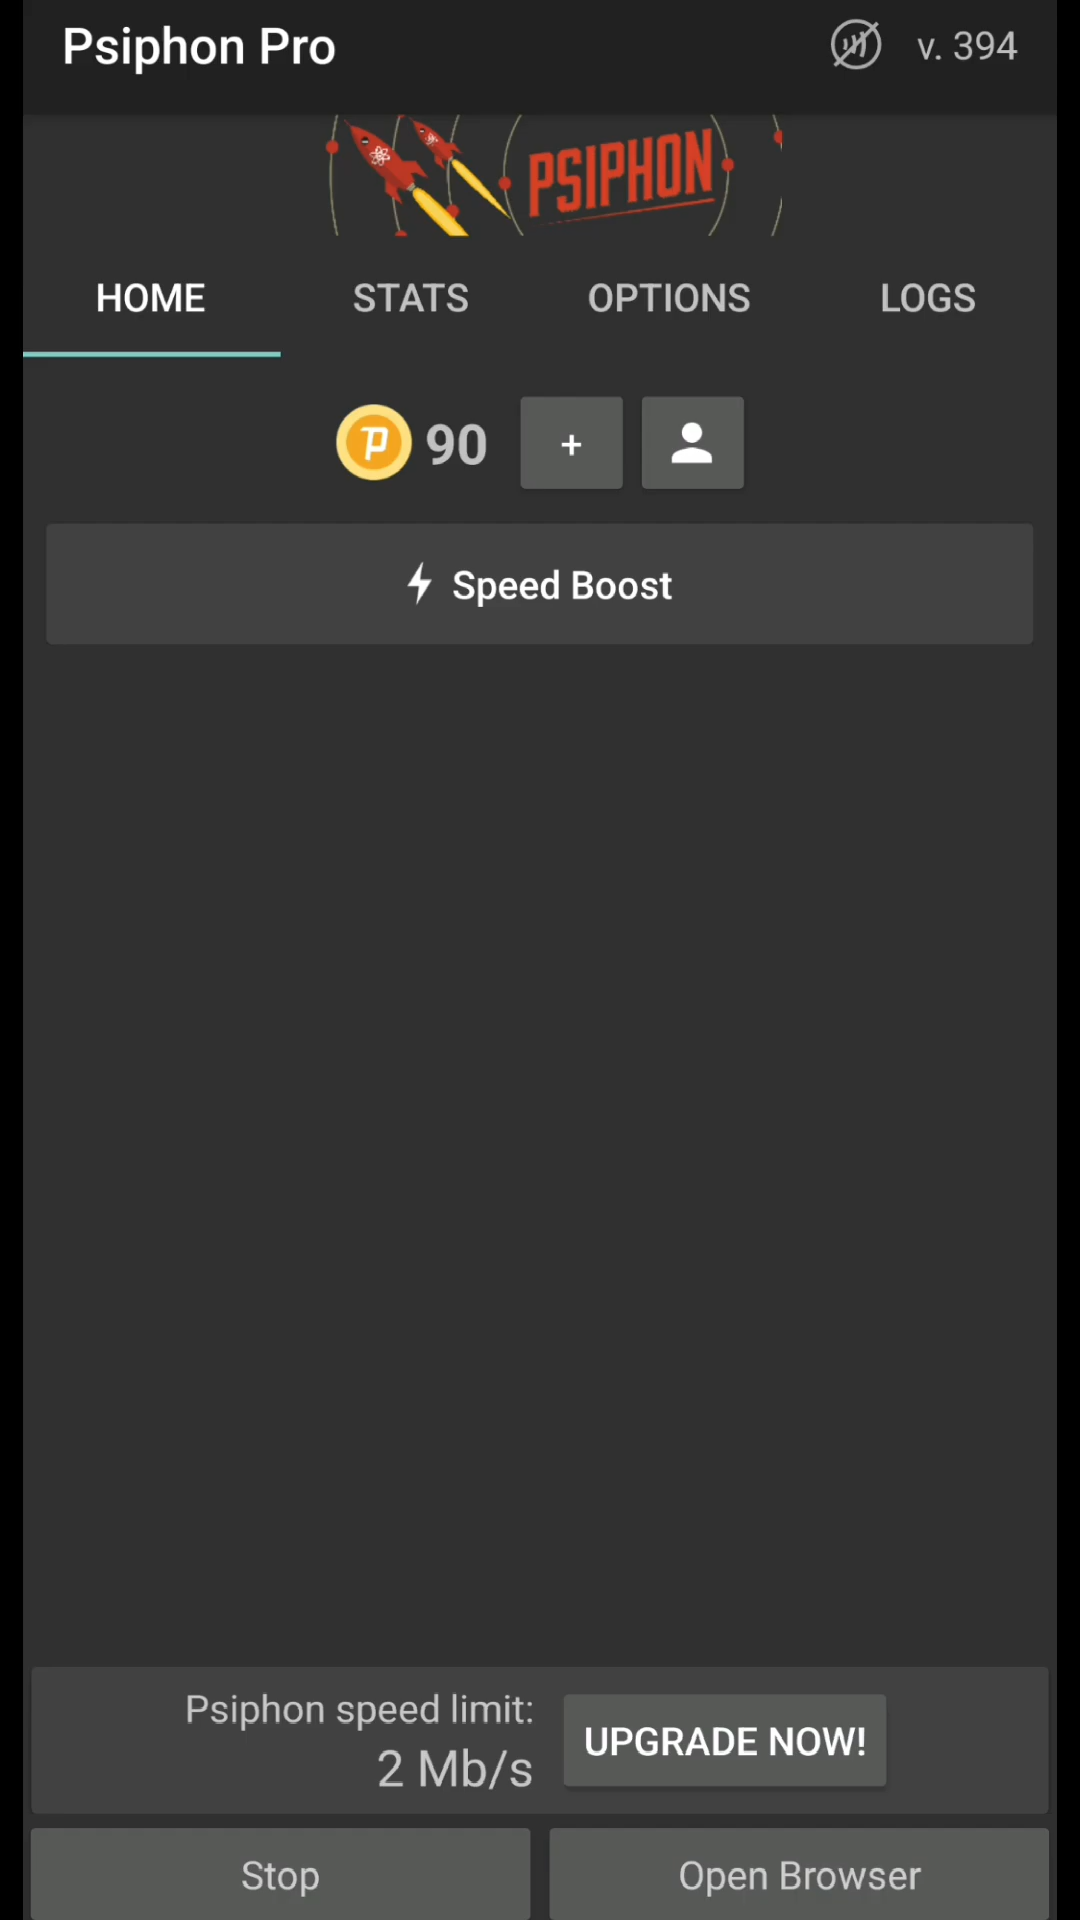 Psiphon Pro
v. 394
PSIPHON
HOME
STATS
OPTIONS
LOGS
90
+
Speed Boost
Psiphon speed limit:
2 Mb/s
UPGRADE NOW!
Stop
Open Browser